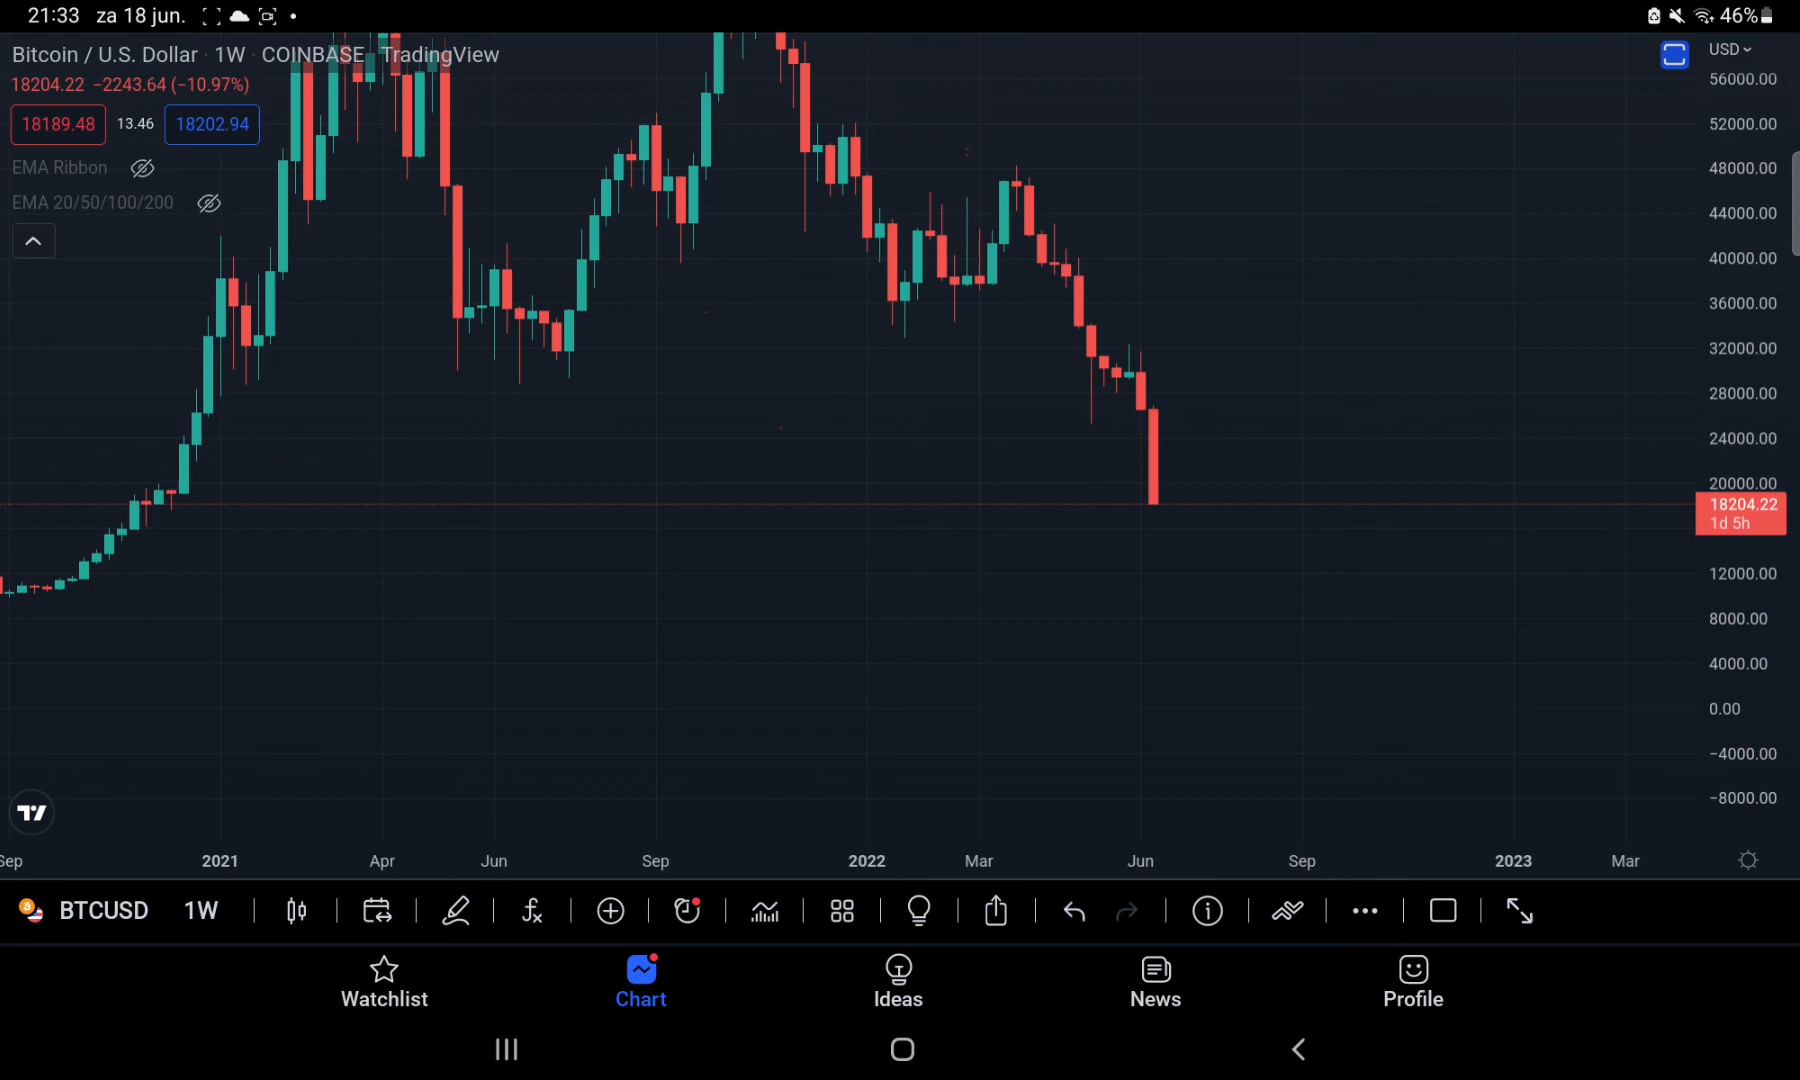 21:33 za 18 jun. 46%
Bitcoin / U.S. Dollar · 1W · COINBASE TradingView
18204.22 −2243.64 (−10.97%)
18189.48 13.46 18202.94
EMA Ribbon
EMA 20/50/100/200
USD
56000.00
52000.00
48000.00
44000.00
40000.00
36000.00
32000.00
28000.00
24000.00
20000.00
18204.22
1d 5h
12000.00
8000.00
4000.00
0.00
−4000.00
−8000.00
Sep 2021 Apr Jun Sep 2022 Mar Jun Sep 2023 Mar
BTCUSD 1W
Watchlist Chart Ideas News Profile